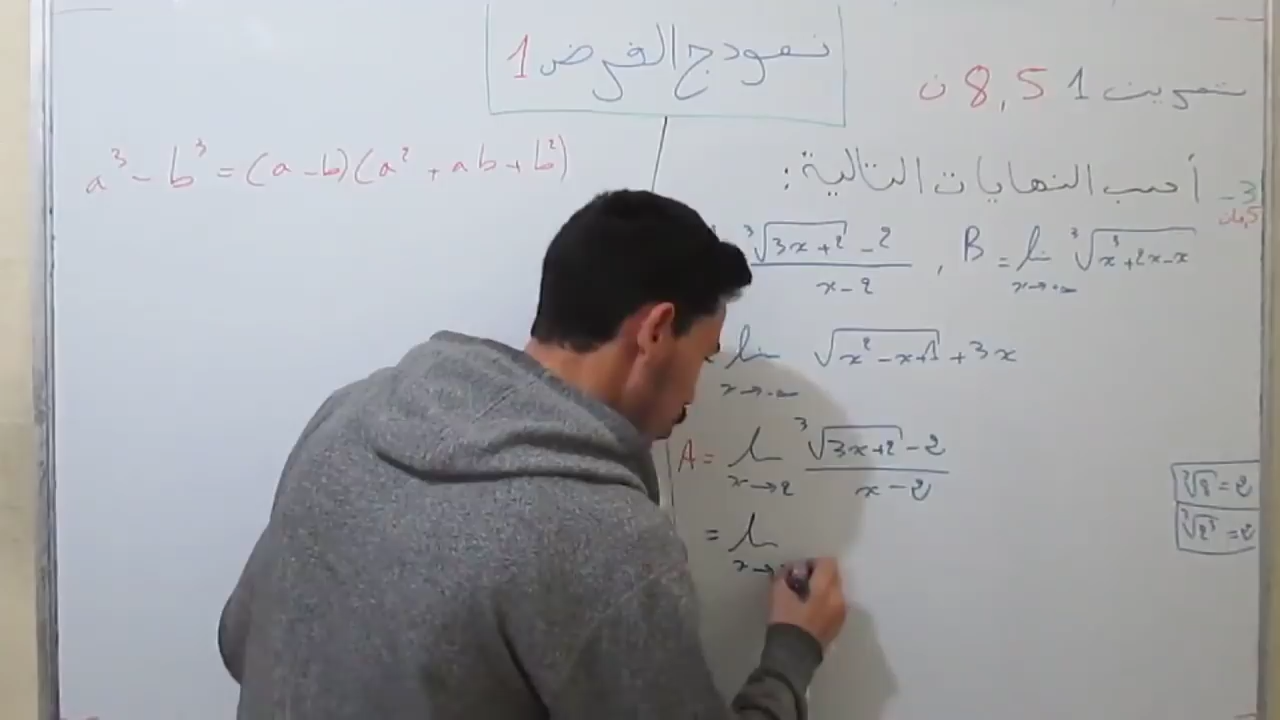 نموذج الفرض 1
تمرين 1 8,5 ن
3- أحسب النهايات التالية :
a³ - b³ = (a - b)(a² + ab + b²)
∛(3x+2) - 2 / x - 2 , B = lim x→-∞ ∛(x³+2x-x)
lim x→-∞ √(x²-x+1) + 3x
A = lim x→2 ∛(3x+2) - 2 / x - 2
= lim x→
∛8 = 2
∛2³ = 2